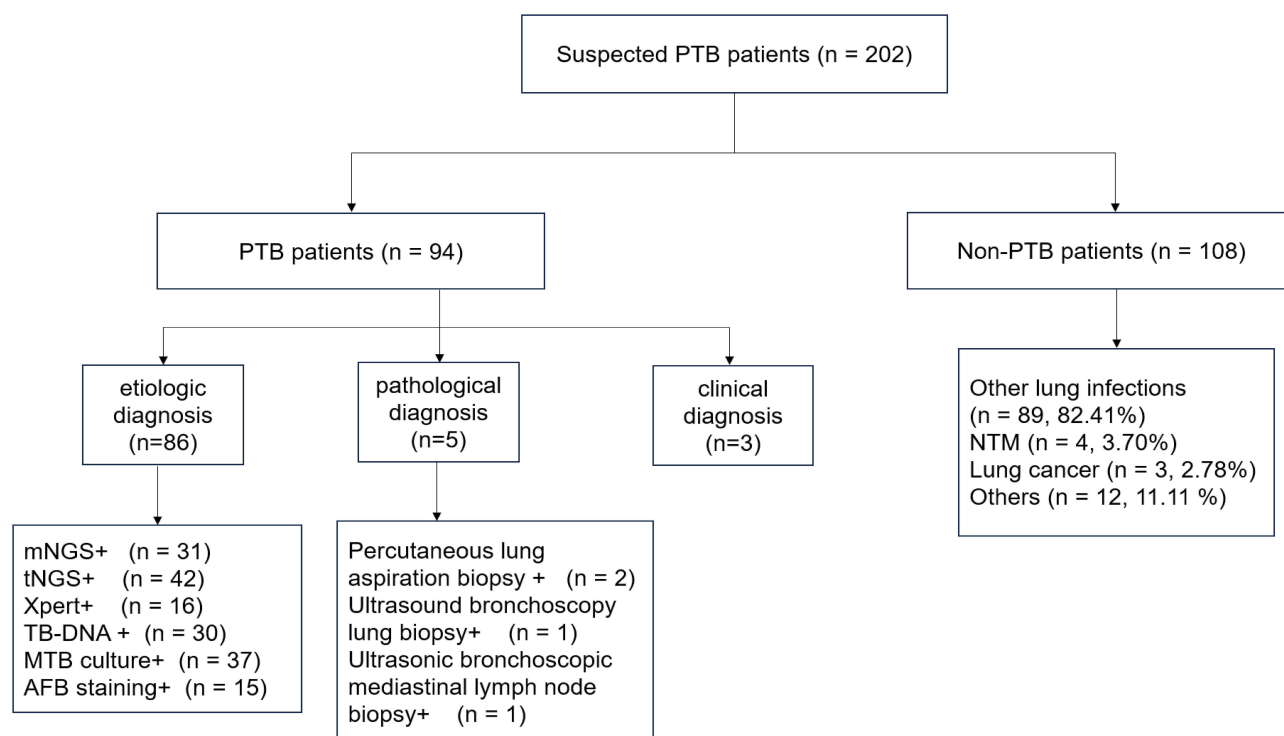 Suspected PTB patients (n = 202)
PTB patients (n = 94)
Non-PTB patients (n = 108)
etiologic
diagnosis
(n=86)
pathological
diagnosis
(n=5)
clinical
diagnosis
(n=3)
Other lung infections
(n = 89, 82.41%)
NTM (n = 4, 3.70%)
Lung cancer (n = 3, 2.78%)
Others (n = 12, 11.11 %)
mNGS+ (n = 31)
tNGS+ (n = 42)
Xpert+ (n = 16)
TB-DNA + (n = 30)
MTB culture+ (n = 37)
AFB staining+ (n = 15)
Percutaneous lung
aspiration biopsy + (n = 2)
Ultrasound bronchoscopy
lung biopsy+ (n = 1)
Ultrasonic bronchoscopic
mediastinal lymph node
biopsy+ (n = 1)